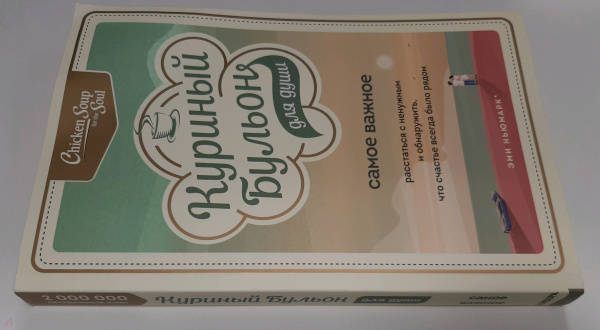 Chicken Soup
for the
Soul
Куриный
Бульон
для души
самое важное
расстаться с ненужным
и обнаружить,
что счастье всегда было рядом
ЭМИ НЬЮМАРК
2 000 000
Куриный Бульон
для души
самое
важное